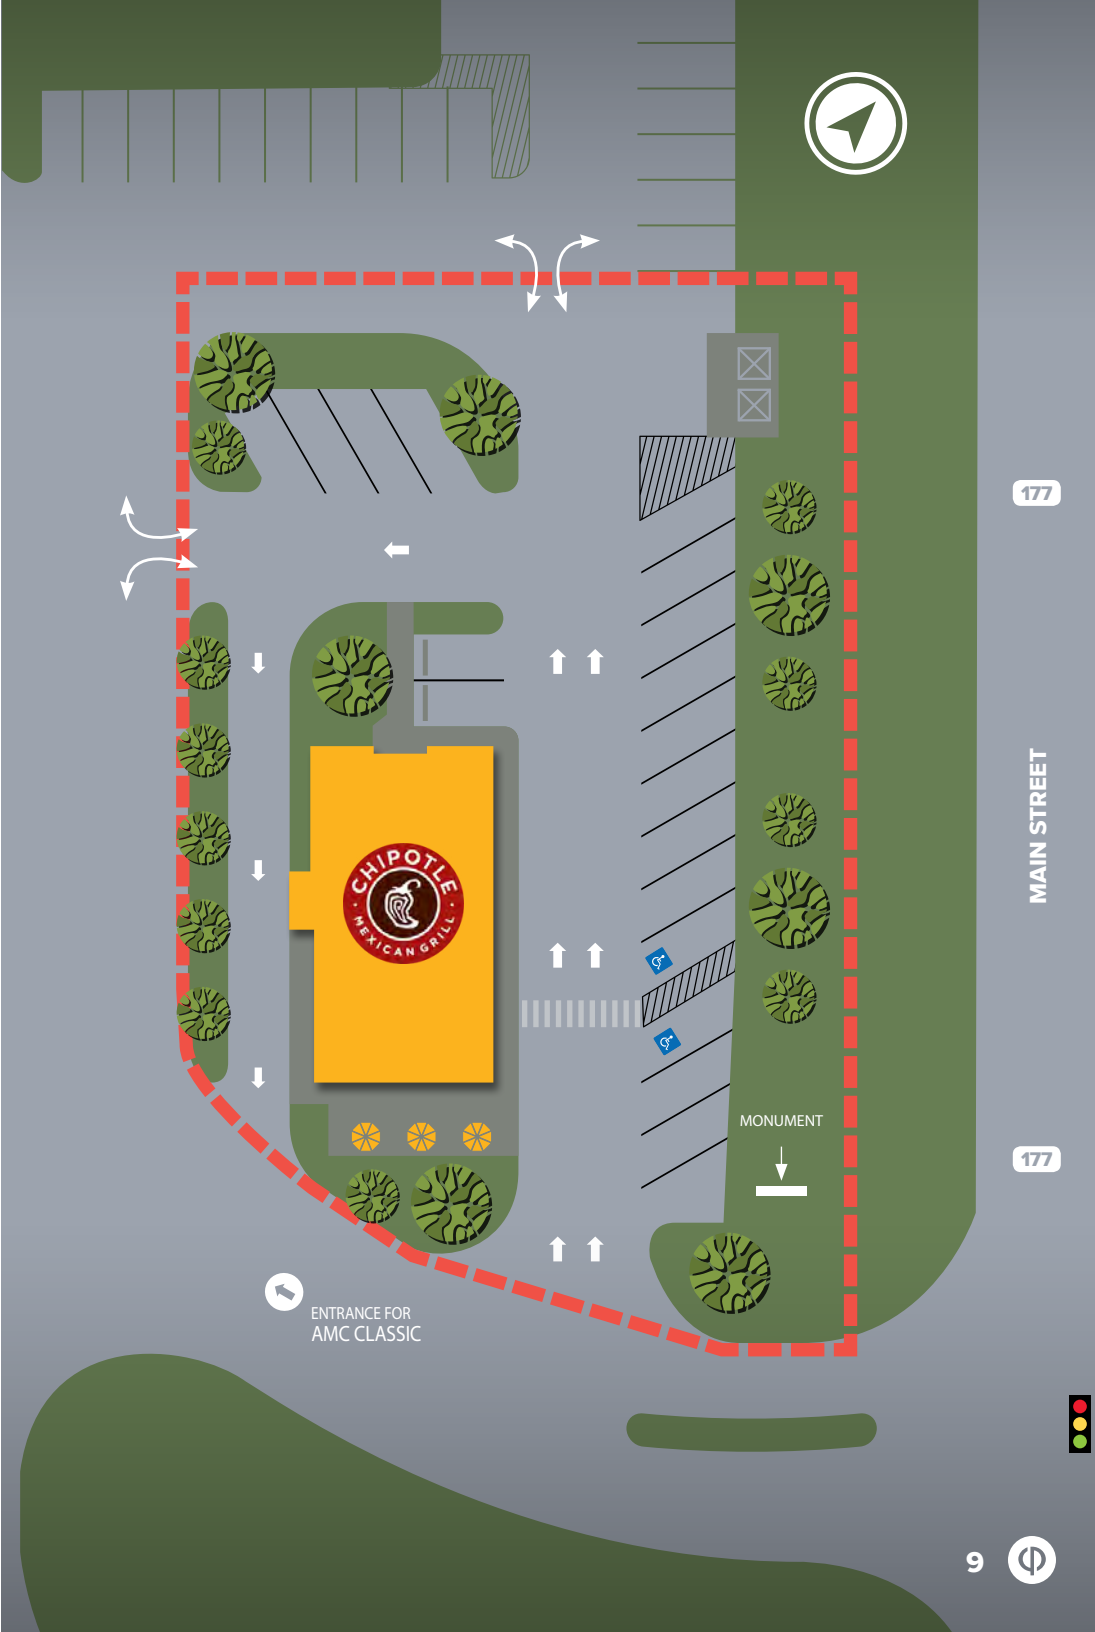 177
MAIN STREET
CHIPOTLE
MEXICAN GRILL
MONUMENT
177
ENTRANCE FOR
AMC CLASSIC
9